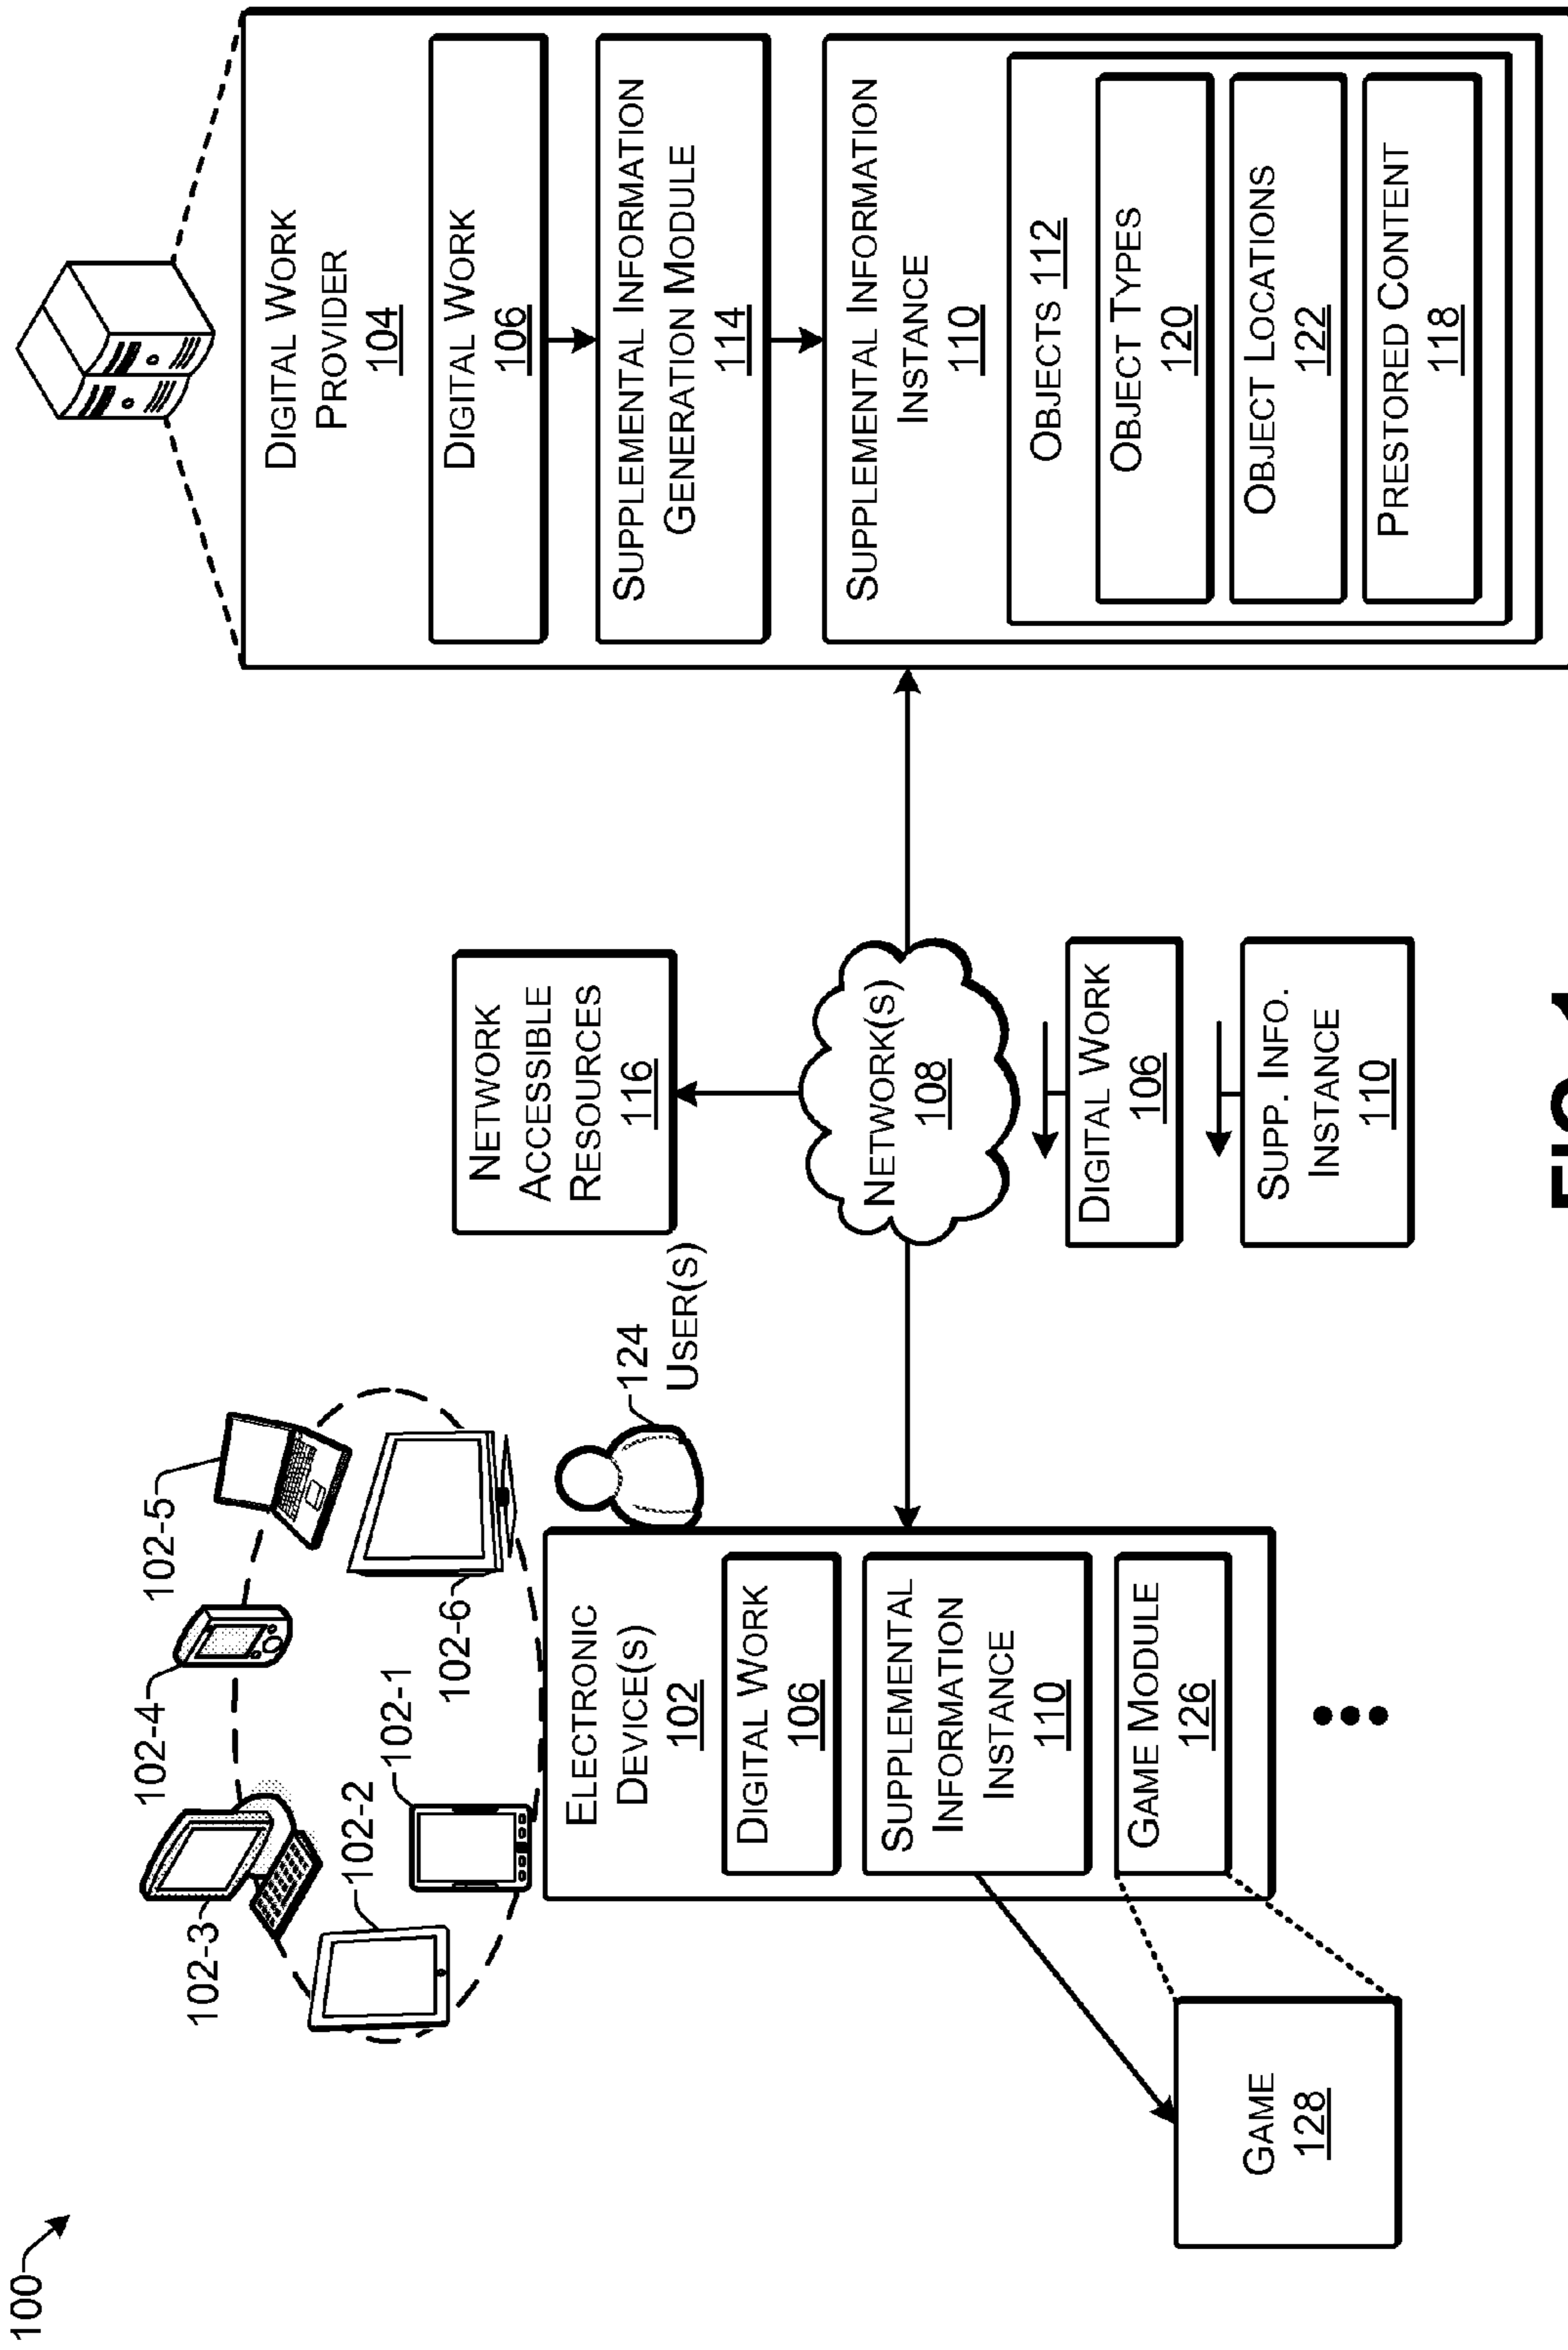 100
102-3
102-4
102-5
102-2
102-1
102-6
ELECTRONIC
DEVICE(S)
102
DIGITAL WORK
106
SUPPLEMENTAL
INFORMATION
INSTANCE
110
GAME MODULE
126
GAME
128
124
USER(S)
NETWORK
ACCESSIBLE
RESOURCES
116
NETWORK(S)
108
DIGITAL WORK
106
SUPP. INFO.
INSTANCE
110
DIGITAL WORK
PROVIDER
104
DIGITAL WORK
106
SUPPLEMENTAL INFORMATION
GENERATION MODULE
114
SUPPLEMENTAL INFORMATION
INSTANCE
110
OBJECTS 112
OBJECT TYPES
120
OBJECT LOCATIONS
122
PRESTORED CONTENT
118